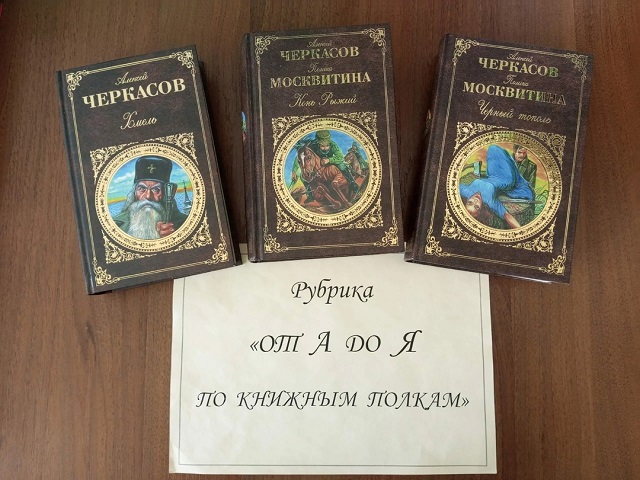 Алексей
ЧЕРКАСОВ
Хмель
Алексей
ЧЕРКАСОВ
Полина
МОСКВИТИНА
Конь Рыжий
Алексей
ЧЕРКАСОВ
Полина
МОСКВИТИНА
Черный тополь
Рубрика
«ОТ А ДО Я
ПО КНИЖНЫМ ПОЛКАМ»